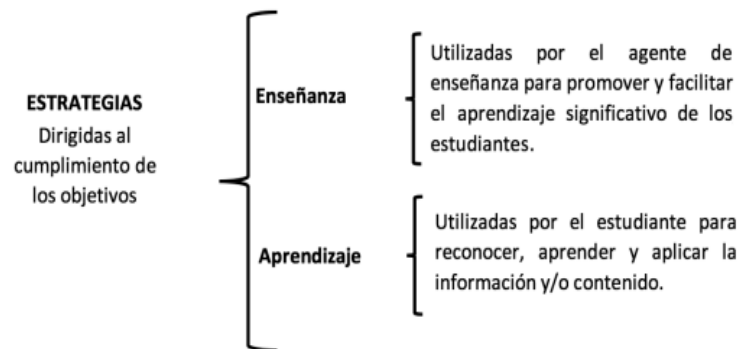 ESTRATEGIAS
Dirigidas al
cumplimiento de
los objetivos
Enseñanza
Utilizadas por el agente de
enseñanza para promover y facilitar
el aprendizaje significativo de los
estudiantes.
Aprendizaje
Utilizadas por el estudiante para
reconocer, aprender y aplicar la
información y/o contenido.